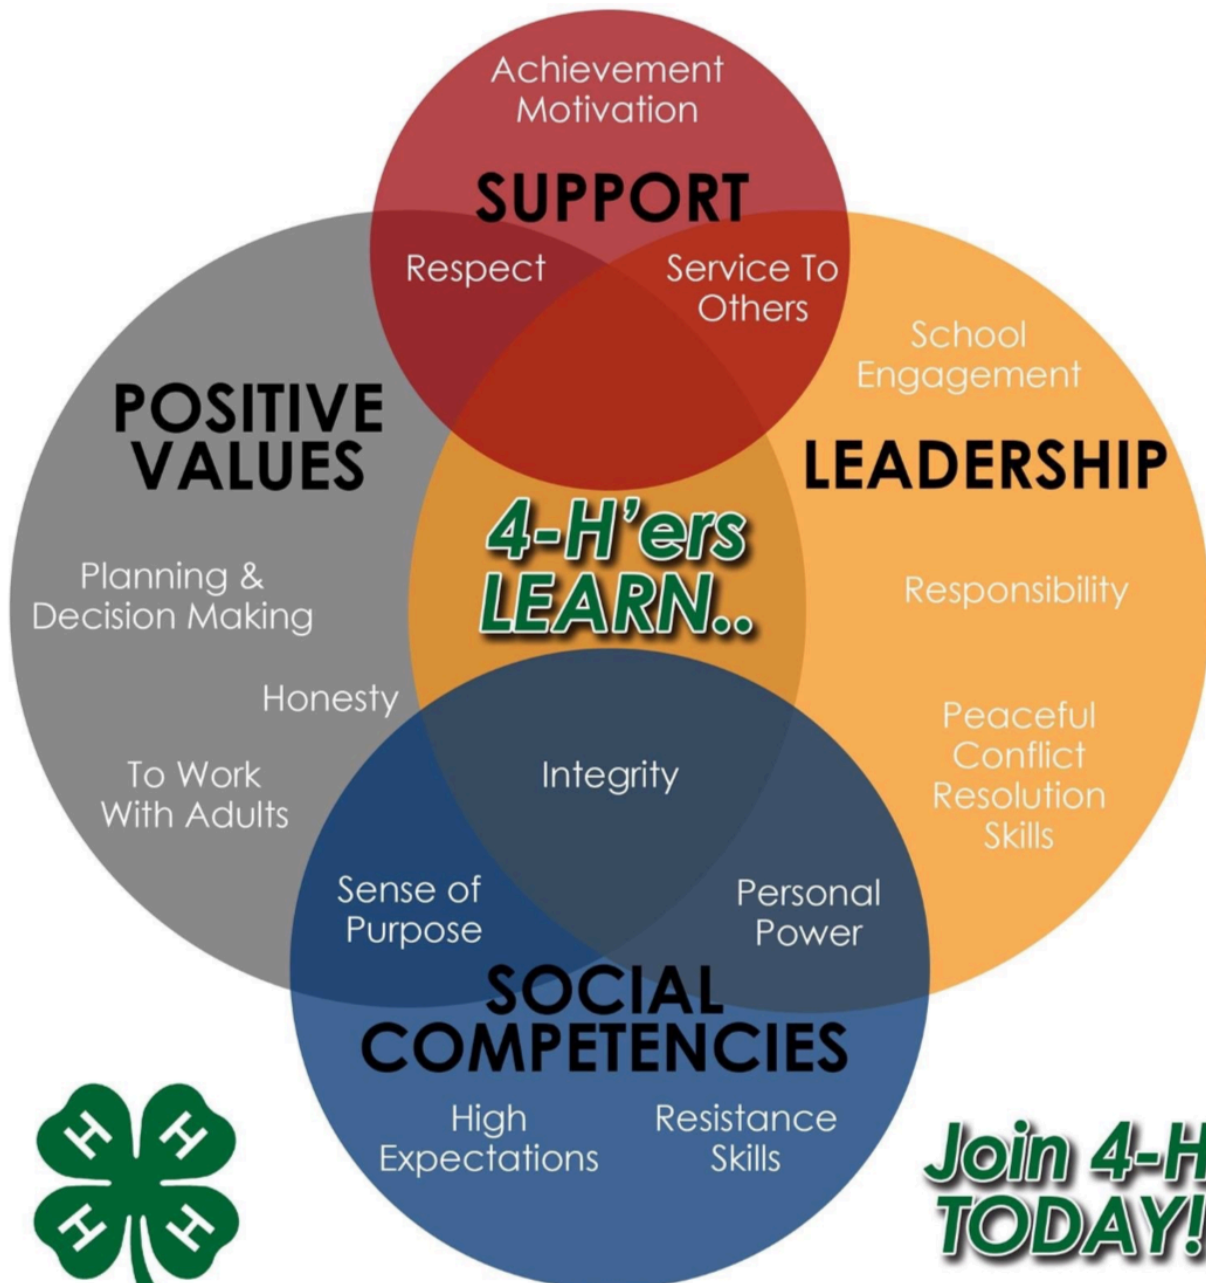 Achievement
Motivation
SUPPORT
Respect
Service To
Others
School
Engagement
POSITIVE
VALUES
LEADERSHIP
4-H'ers
LEARN..
Planning &
Decision Making
Responsibility
Honesty
Peaceful
Conflict
Resolution
Skills
To Work
With Adults
Integrity
Sense of
Purpose
Personal
Power
SOCIAL
COMPETENCIES
High
Expectations
Resistance
Skills
H H
H H
Join 4-H
TODAY!